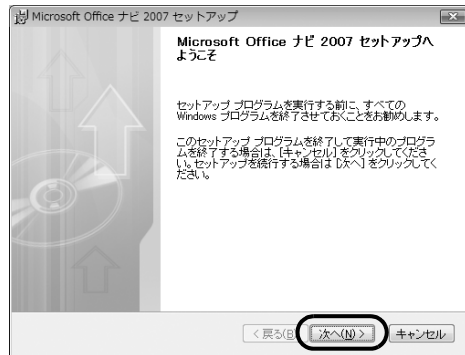 Microsoft Office ナビ 2007 セットアップ
Microsoft Office ナビ 2007 セットアップへ
ようこそ
セットアップ プログラムを実行する前に、すべての
Windows プログラムを終了させておくことをお勧めします。
このセットアップ プログラムを終了して実行中のプログラ
ムを終了する場合は、[キャンセル] をクリックしてくださ
い。セットアップを続行する場合は [次へ] をクリックしてく
ださい。
< 戻る(B) 次へ(N) > キャンセル